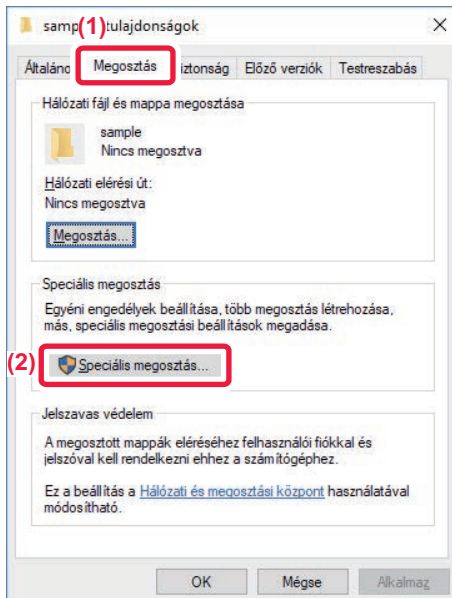 samp (1) tulajdonságok
Általáno Megosztás iztonság Előző verziók Testreszabás
Hálózati fájl és mappa megosztása
sample
Nincs megosztva
Hálózati elérési út:
Nincs megosztva
Megosztás...
Speciális megosztás
Egyéni engedélyek beállítása, több megosztás létrehozása,
más, speciális megosztási beállítások megadása.
(2) Speciális megosztás...
Jelszavas védelem
A megosztott mappák eléréséhez felhasználói fiókkal és
jelszóval kell rendelkezni ehhez a számítógéphez.
Ez a beállítás a Hálózati és megosztási központ használatával
módosítható.
OK Mégse Alkalmaz